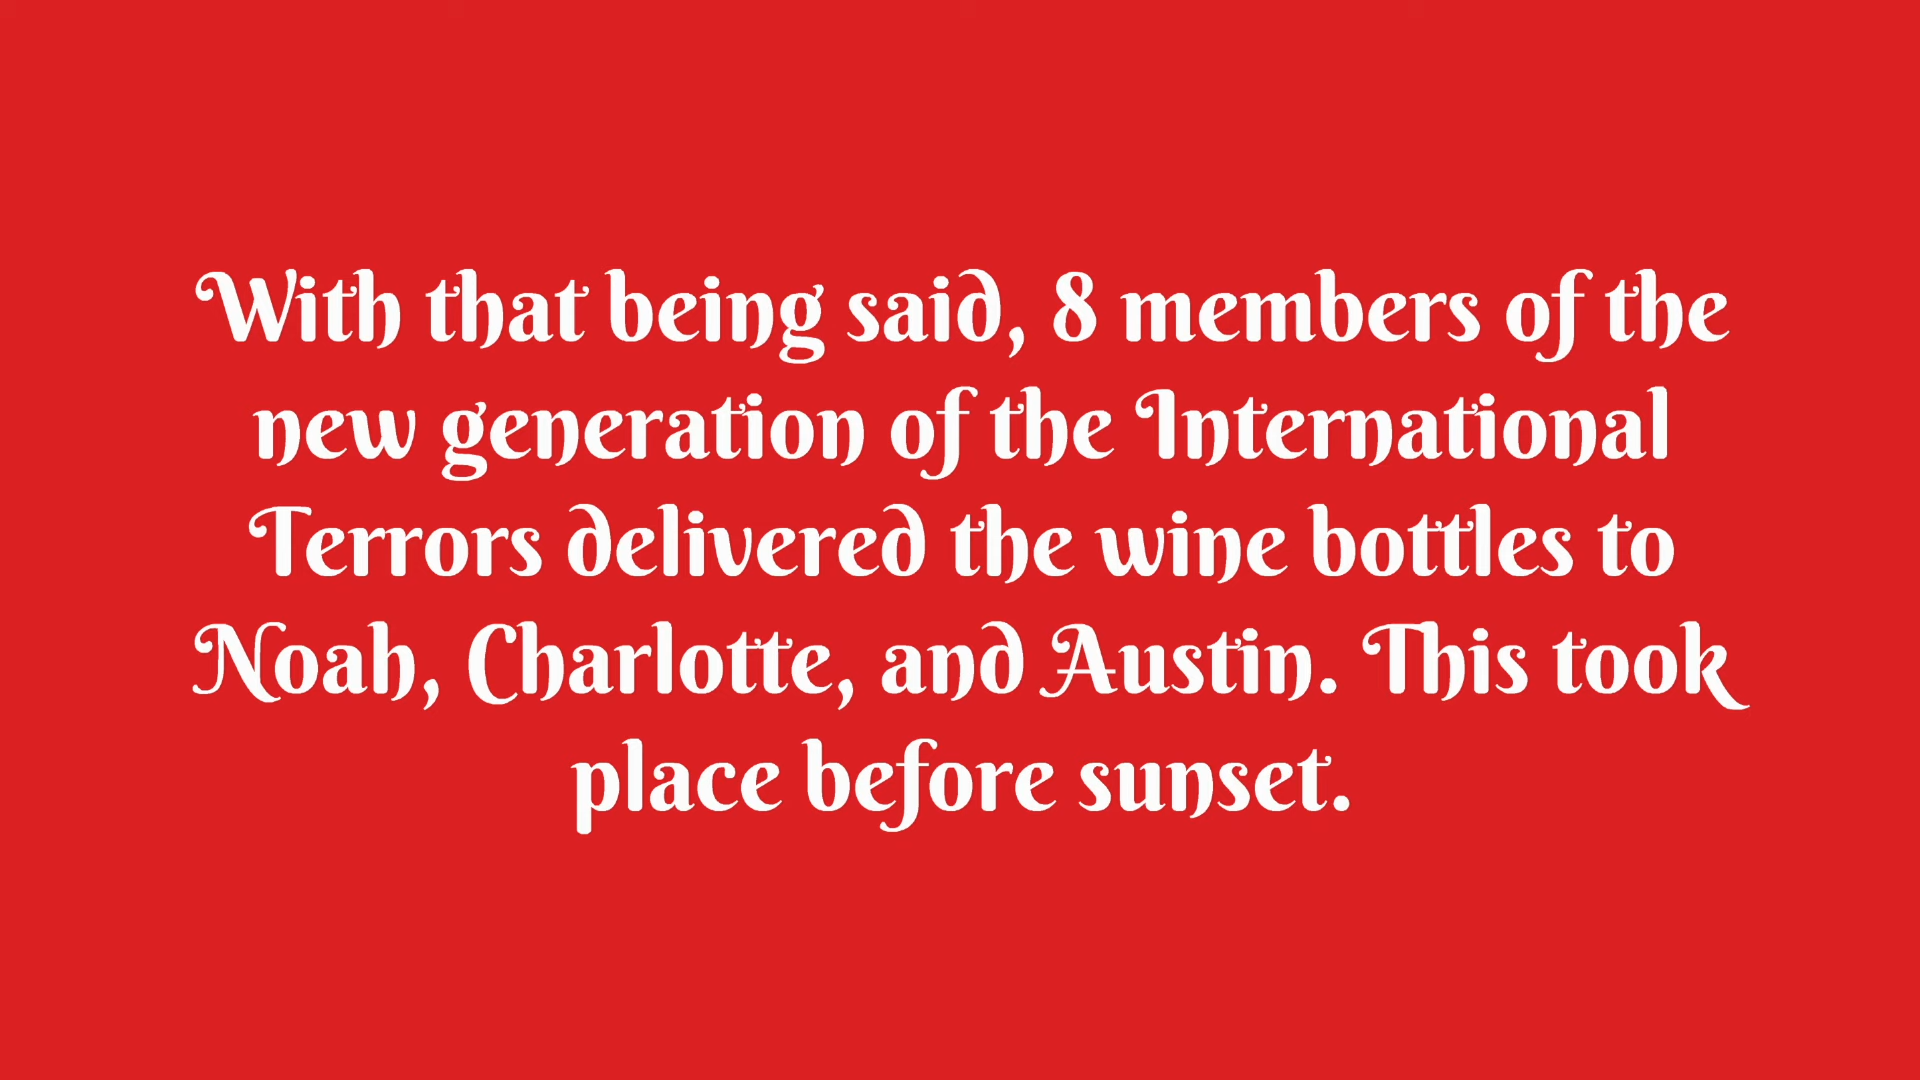 With that being said, 8 members of the
new generation of the International
Terrors delivered the wine bottles to
Noah, Charlotte, and Austin. This took
place before sunset.